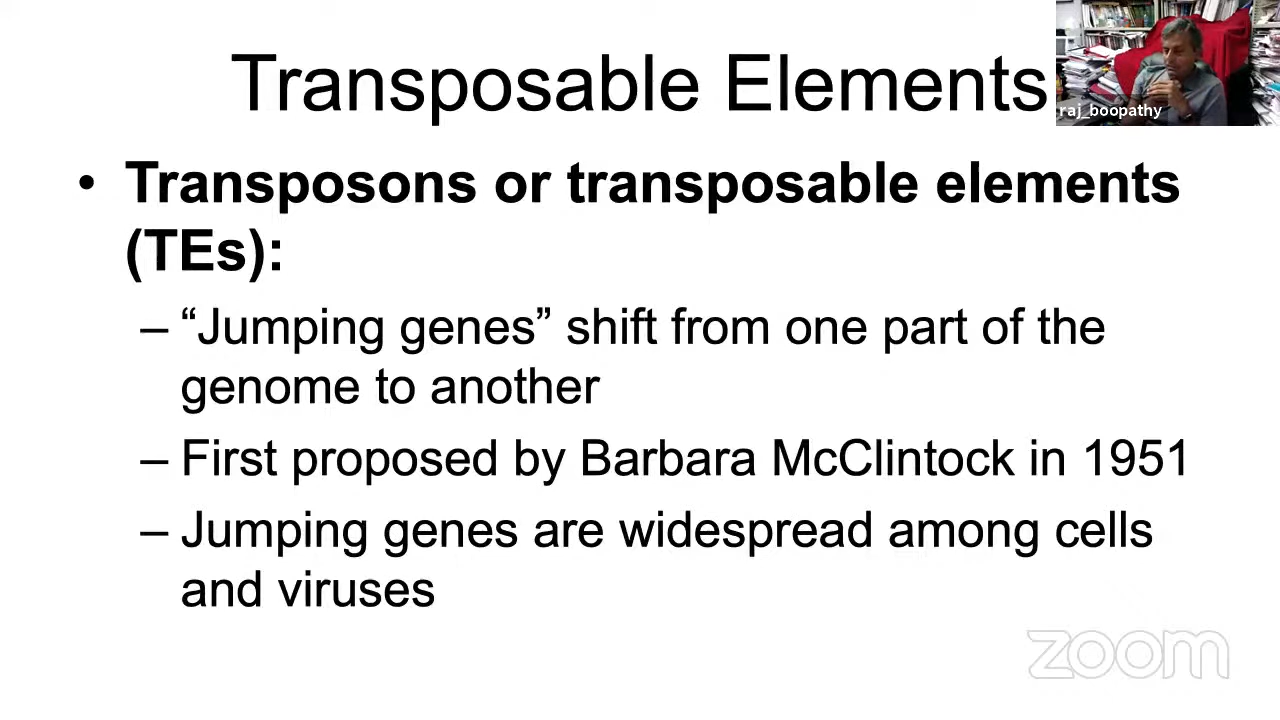 Transposable Elements
raj_boopathy
• Transposons or transposable elements
(TEs):
– “Jumping genes” shift from one part of the
genome to another
– First proposed by Barbara McClintock in 1951
– Jumping genes are widespread among cells
and viruses
zoom